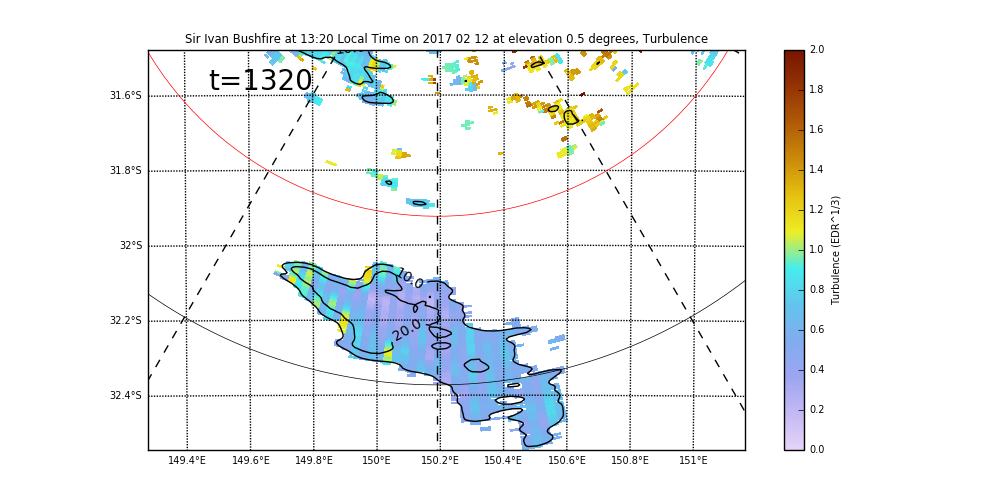 Sir Ivan Bushfire at 13:20 Local Time on 2017 02 12 at elevation 0.5 degrees, Turbulence
t=1320
31.6°S
31.8°S
32°S
32.2°S
32.4°S
10.0
20.0
149.4°E 149.6°E 149.8°E 150°E 150.2°E 150.4°E 150.6°E 150.8°E 151°E
2.0
1.8
1.6
1.4
1.2
1.0
0.8
0.6
0.4
0.2
0.0
Turbulence (EDR^1/3)